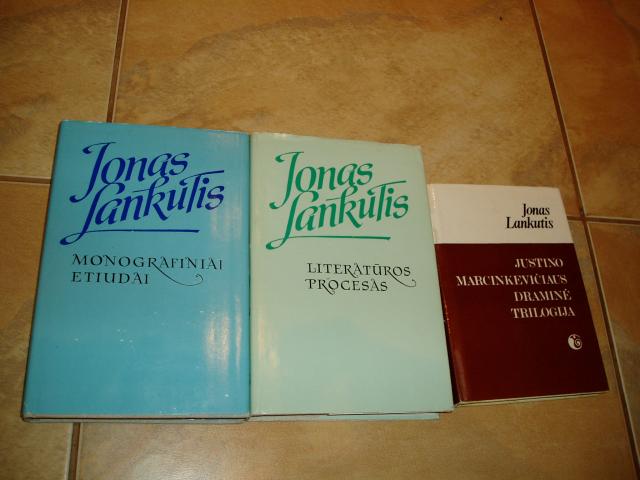 Jonas
Lankutis
MONOGRAFINIAI
ETIUDAI
Jonas
Lankutis
LITERATŪROS
PROCESAS
Jonas
Lankutis
JUSTINO
MARCINKEVIČIAUS
DRAMINĖ
TRILOGIJA